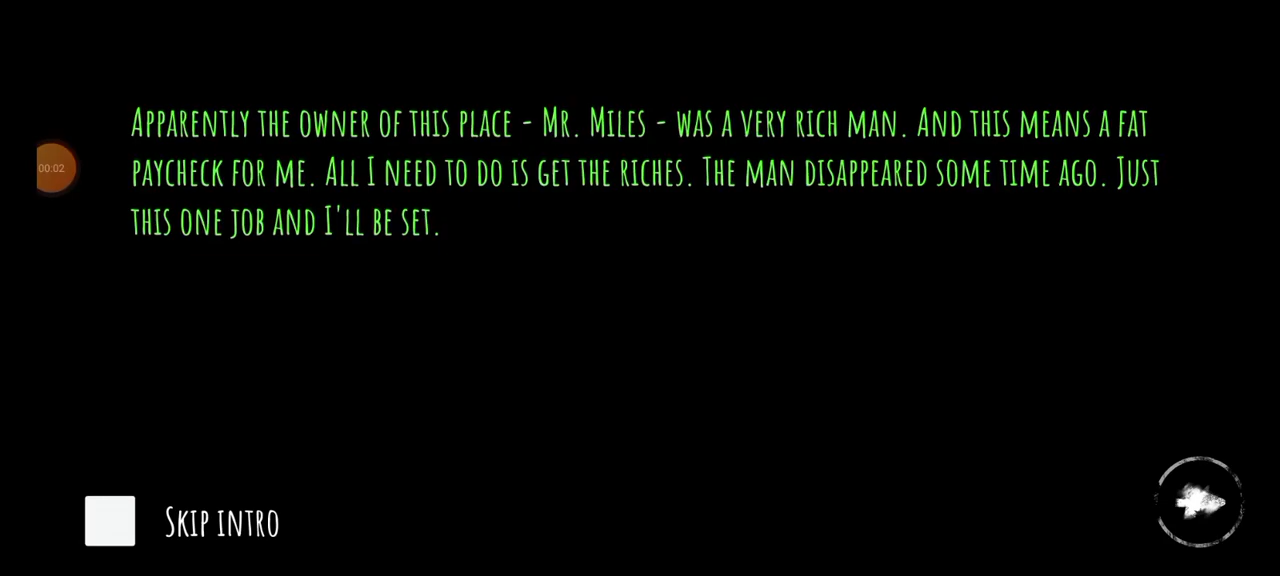 Apparently the owner of this place - Mr. Miles - was a very rich man. And this means a fat
paycheck for me. All I need to do is get the riches. The man disappeared some time ago. Just
this one job and I'll be set.
00:02
Skip intro